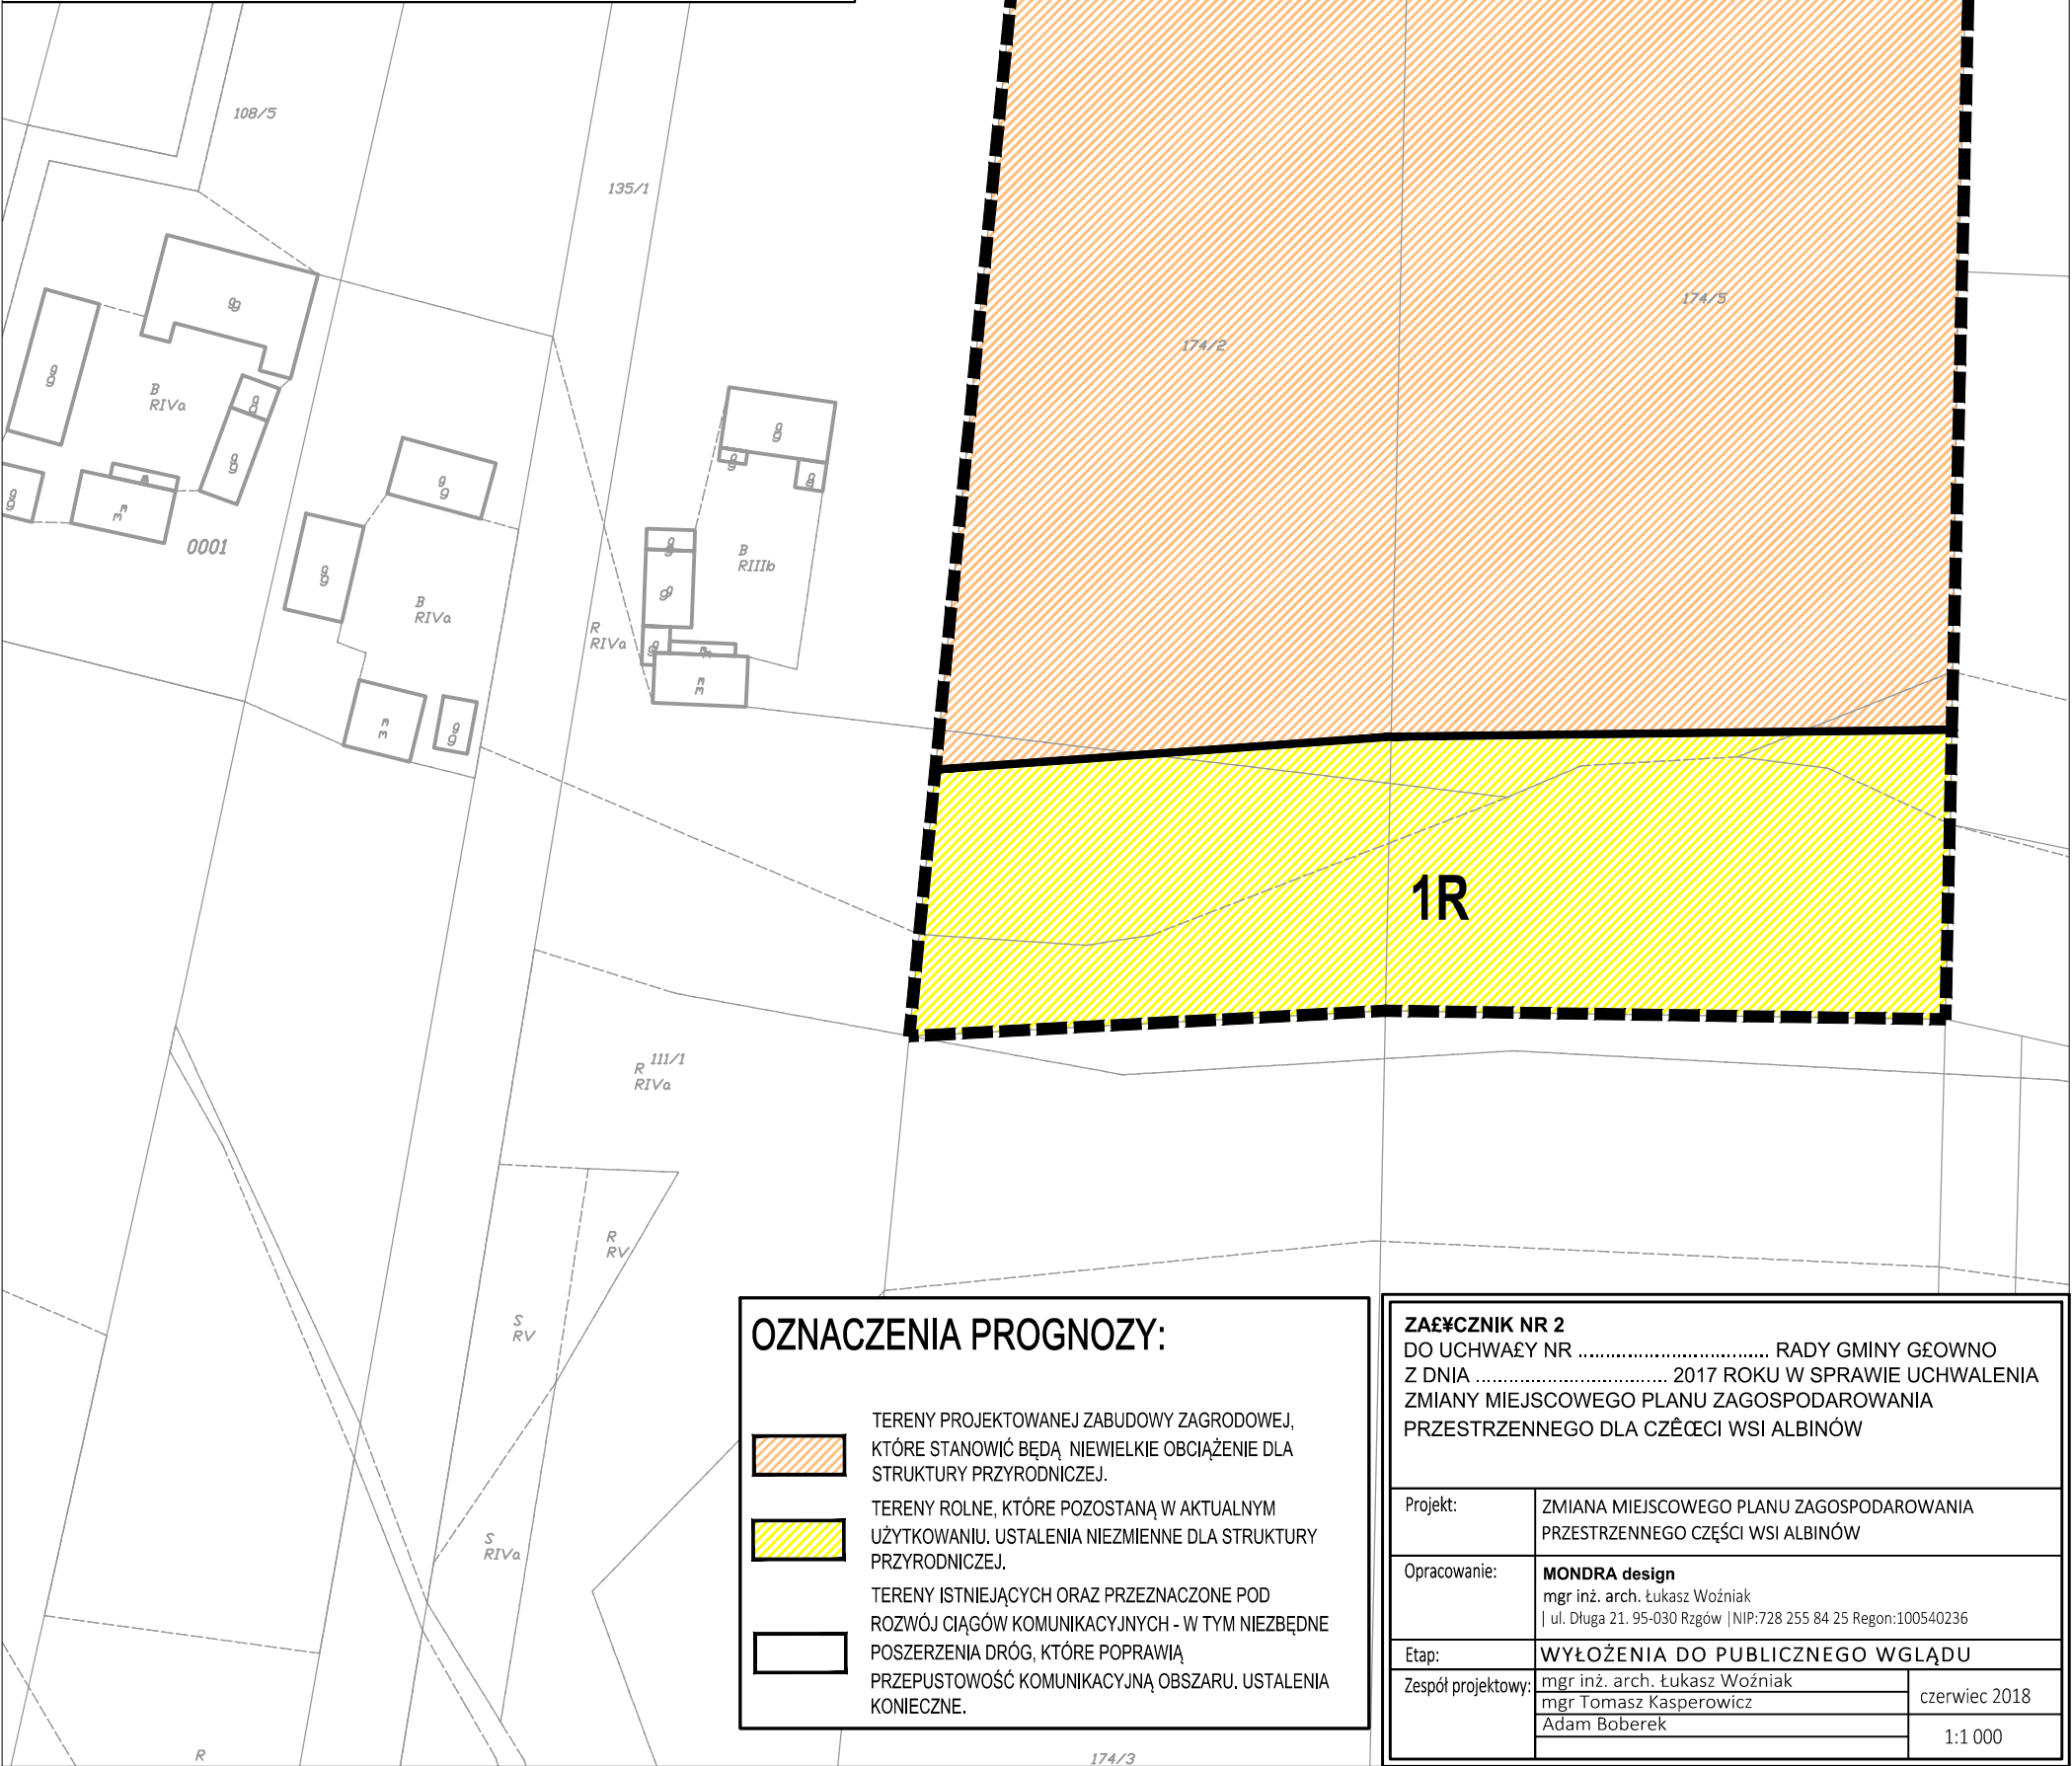 108/5
135/1
174/5
174/2
g
g
g
g
B
RIVa
g
g
g
g
g
g
g
g
g
B
RIIIb
m
0001
g
g
B
RIVa
R
RIVa
m
m
g
1R
111/1
R
RIVa
R
RV
S
RV
S
RIVa
R
174/3
OZNACZENIA PROGNOZY:
TERENY PROJEKTOWANEJ ZABUDOWY ZAGRODOWEJ,
KTÓRE STANOWIĆ BĘDĄ NIEWIELKIE OBCIĄŻENIE DLA
STRUKTURY PRZYRODNICZEJ.
TERENY ROLNE, KTÓRE POZOSTANĄ W AKTUALNYM
UŻYTKOWANIU. USTALENIA NIEZMIENNE DLA STRUKTURY
PRZYRODNICZEJ.
TERENY ISTNIEJĄCYCH ORAZ PRZEZNACZONE POD
ROZWÓJ CIĄGÓW KOMUNIKACYJNYCH - W TYM NIEZBĘDNE
POSZERZENIA DRÓG, KTÓRE POPRAWIĄ
PRZEPUSTOWOŚĆ KOMUNIKACYJNĄ OBSZARU. USTALENIA
KONIECZNE.
ZA£¥CZNIK NR 2
DO UCHWA£Y NR .................................. RADY GMINY G£OWNO
Z DNIA .................................. 2017 ROKU W SPRAWIE UCHWALENIA
ZMIANY MIEJSCOWEGO PLANU ZAGOSPODAROWANIA
PRZESTRZENNEGO DLA CZÊŒCI WSI ALBINÓW
Projekt:
ZMIANA MIEJSCOWEGO PLANU ZAGOSPODAROWANIA
PRZESTRZENNEGO CZĘŚCI WSI ALBINÓW
Opracowanie:
MONDRA design
mgr inż. arch. Łukasz Woźniak
| ul. Długa 21. 95-030 Rzgów |NIP:728 255 84 25 Regon:100540236
Etap:
WYŁOŻENIA DO PUBLICZNEGO WGLĄDU
Zespół projektowy:
mgr inż. arch. Łukasz Woźniak
mgr Tomasz Kasperowicz
Adam Boberek
czerwiec 2018
1:1 000